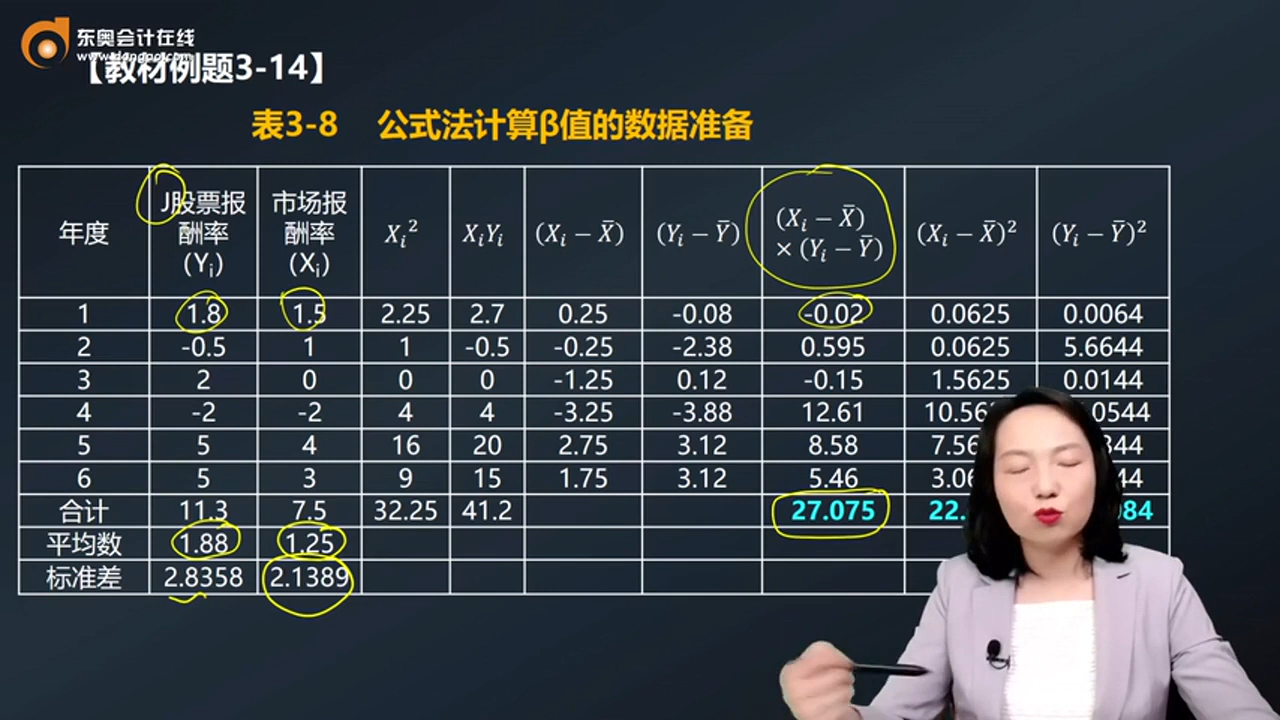 东奥会计在线
【教材例题3-14】
表3-8 公式法计算β值的数据准备
年度 J股票报酬率(Yᵢ) 市场报酬率(Xᵢ) Xᵢ² XᵢYᵢ (Xᵢ − X̄) (Yᵢ − Ȳ) (Xᵢ − X̄) × (Yᵢ − Ȳ) (Xᵢ − X̄)² (Yᵢ − Ȳ)²
1 1.8 1.5 2.25 2.7 0.25 -0.08 -0.02 0.0625 0.0064
2 -0.5 1 1 -0.5 -0.25 -2.38 0.595 0.0625 5.6644
3 2 0 0 0 -1.25 0.12 -0.15 1.5625 0.0144
4 -2 -2 4 4 -3.25 -3.88 12.61
5 5 4 16 20 2.75 3.12 8.58
6 5 3 9 15 1.75 3.12 5.46
合计 11.3 7.5 32.25 41.2 27.075
平均数 1.88 1.25
标准差 2.8358 2.1389